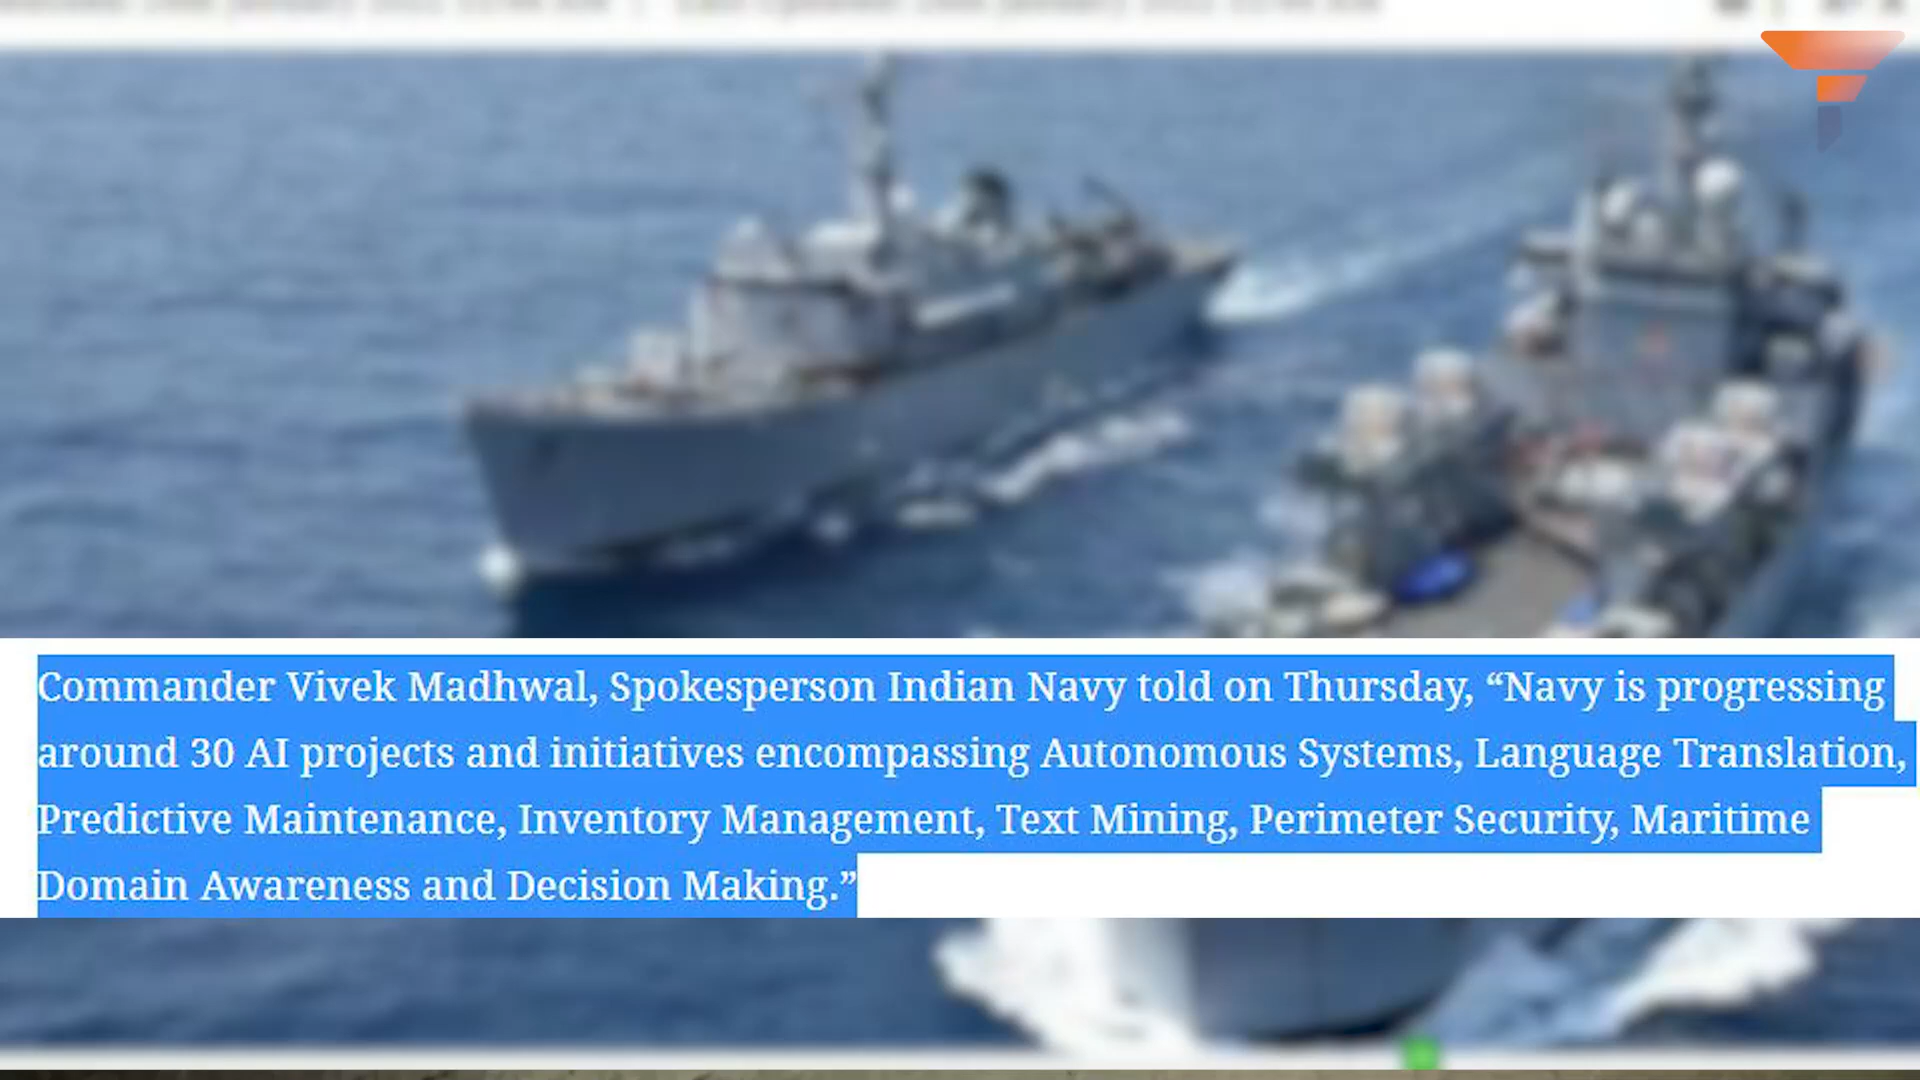 Commander Vivek Madhwal, Spokesperson Indian Navy told on Thursday, “Navy is progressing
around 30 AI projects and initiatives encompassing Autonomous Systems, Language Translation,
Predictive Maintenance, Inventory Management, Text Mining, Perimeter Security, Maritime
Domain Awareness and Decision Making.”